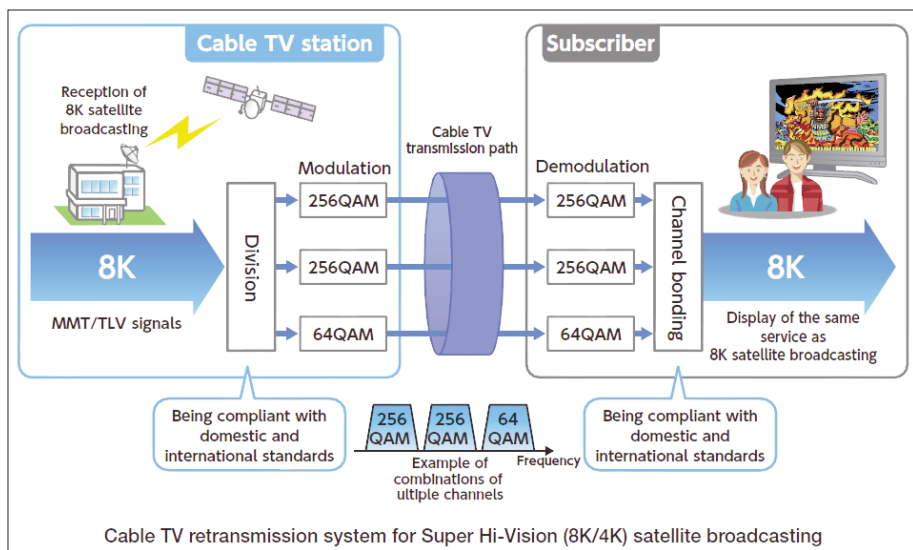 Cable TV station
Subscriber
Reception of
8K satellite
broadcasting
Cable TV
transmission path
Modulation
Demodulation
256QAM
256QAM
256QAM
256QAM
64QAM
64QAM
Division
Channel bonding
8K
8K
MMT/TLV signals
Display of the same
service as
8K satellite broadcasting
Being compliant with
domestic and
international standards
256
QAM
256
QAM
64
QAM
Frequency
Example of
combinations of
ultiple channels
Being compliant with
domestic and
international standards
Cable TV retransmission system for Super Hi-Vision (8K/4K) satellite broadcasting